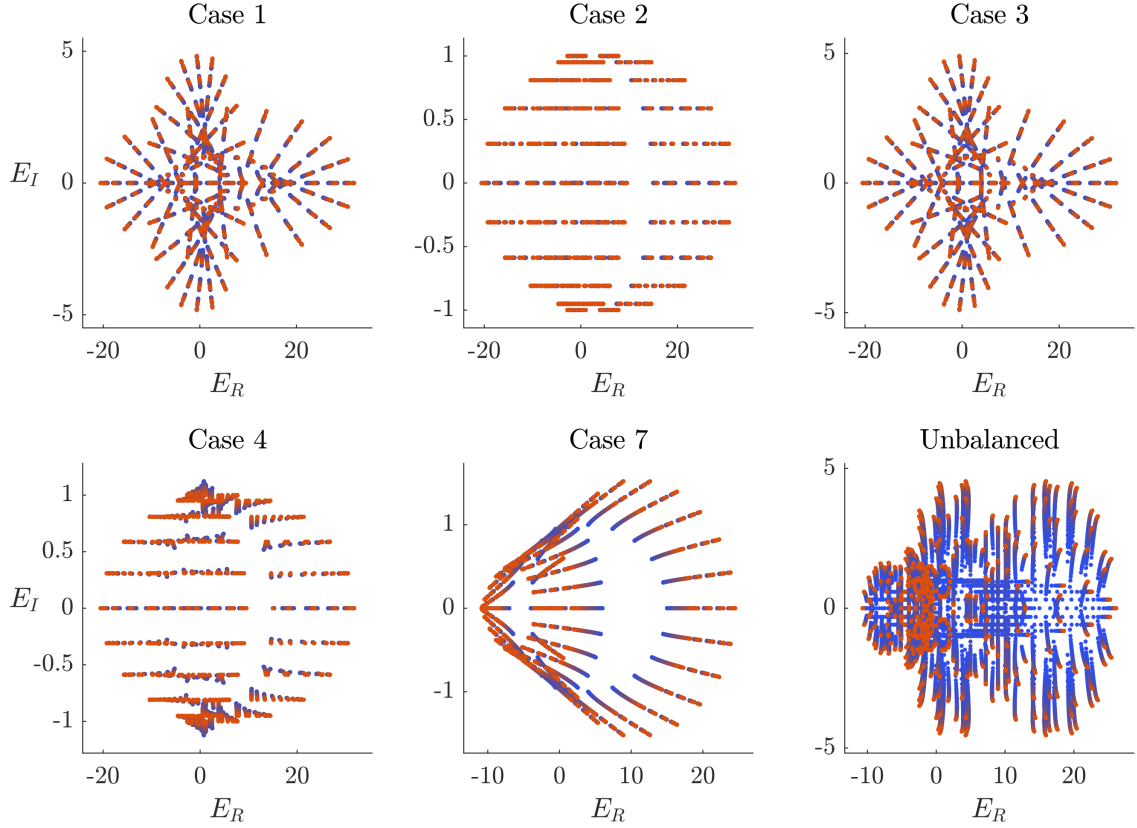 Case 1 Case 2 Case 3
5 1 5
0.5
E_I 0 0 0
-0.5
-5 -1 -5
-20 0 20 -20 0 20 -20 0 20
E_R E_R E_R
Case 4 Case 7 Unbalanced
1 1 5
0.5
E_I 0 0 0
-0.5
-1 -1 -5
-20 0 20 -10 0 10 20 -10 0 10 20
E_R E_R E_R